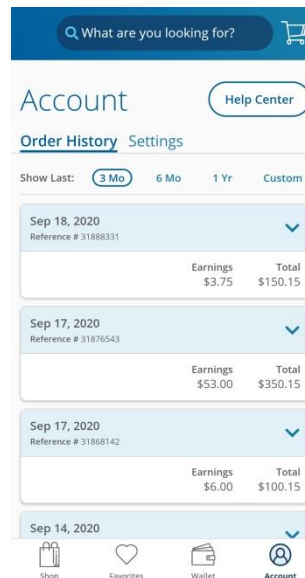 What are you looking for?
Account
Help Center
Order History Settings
Show Last: 3 Mo 6 Mo 1 Yr Custom
Sep 18, 2020
Reference # 31888331
Earnings Total
$3.75 $150.15
Sep 17, 2020
Reference # 31876543
Earnings Total
$53.00 $350.15
Sep 17, 2020
Reference # 31868142
Earnings Total
$6.00 $100.15
Sep 14, 2020
Shop Favorites Wallet Account